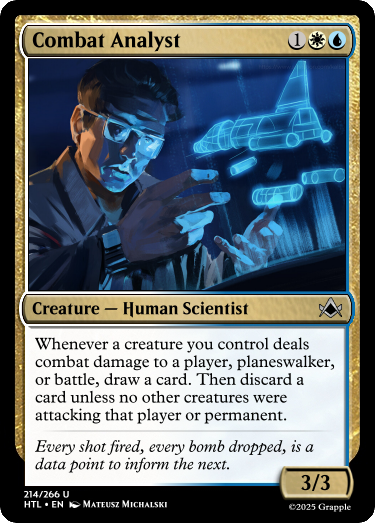 Combat Analyst 1
Creature — Human Scientist
Whenever a creature you control deals
combat damage to a player, planeswalker,
or battle, draw a card. Then discard a
card unless no other creatures were
attacking that player or permanent.
Every shot fired, every bomb dropped, is a
data point to inform the next.
3/3
214/266 U
HTL • EN Mateusz Michalski
©2025 Grapple